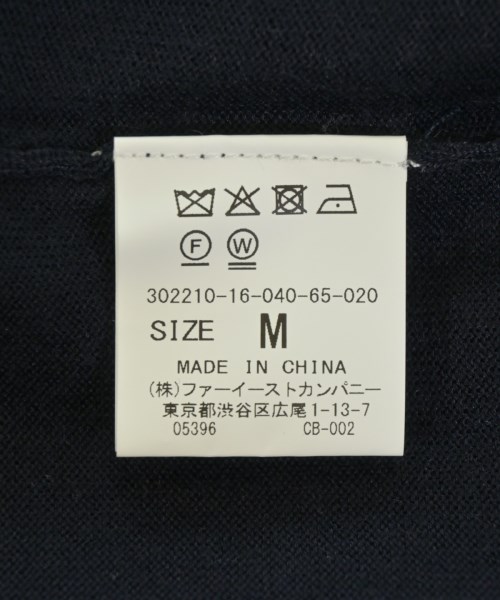 F W
302210-16-040-65-020
SIZE M
MADE IN CHINA
(株)ファーイーストカンパニー
東京都渋谷区広尾1-13-7
05396 CB-002